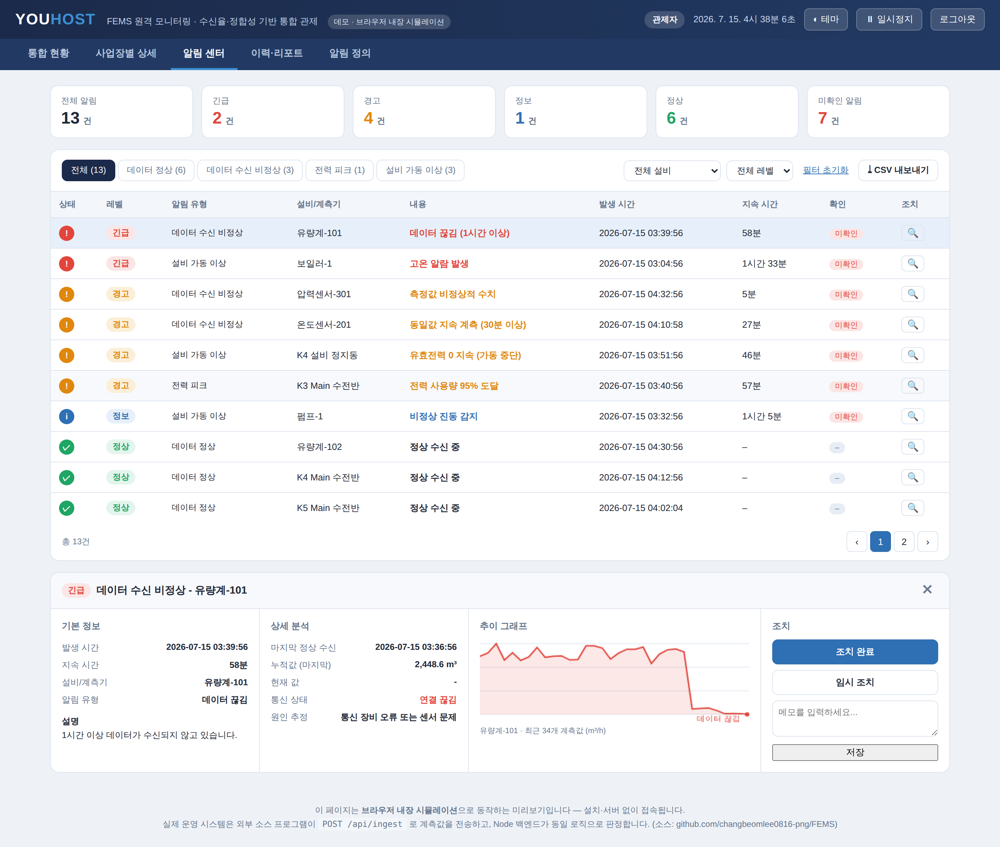 YOUHOST FEMS 원격 모니터링 · 수신율·정합성 기반 통합 관제 데모 · 브라우저 내장 시뮬레이션 관제자 2026. 7. 15. 4시 38분 6초 테마 일시정지 로그아웃
통합 현황 사업장별 상세 알림 센터 이력·리포트 알림 정의
전체 알림 긴급 경고 정보 정상 미확인 알림
13 건 2 건 4 건 1 건 6 건 7 건
전체 (13) 데이터 정상 (6) 데이터 수신 비정상 (3) 전력 피크 (1) 설비 가동 이상 (3) 전체 설비 전체 레벨 필터 초기화 CSV 내보내기
상태 레벨 알림 유형 설비/계측기 내용 발생 시간 지속 시간 확인 조치
! 긴급 데이터 수신 비정상 유량계-101 데이터 끊김 (1시간 이상) 2026-07-15 03:39:56 58분 미확인
! 긴급 설비 가동 이상 보일러-1 고온 알람 발생 2026-07-15 03:04:56 1시간 33분 미확인
! 경고 데이터 수신 비정상 압력센서-301 측정값 비정상적 수치 2026-07-15 04:32:56 5분 미확인
! 경고 데이터 수신 비정상 온도센서-201 동일값 지속 계측 (30분 이상) 2026-07-15 04:10:58 27분 미확인
! 경고 설비 가동 이상 K4 설비 정지동 유효전력 0 지속 (가동 중단) 2026-07-15 03:51:56 46분 미확인
! 경고 전력 피크 K3 Main 수전반 전력 사용량 95% 도달 2026-07-15 03:40:56 57분 미확인
i 정보 설비 가동 이상 펌프-1 비정상 진동 감지 2026-07-15 03:32:56 1시간 5분 미확인
✓ 정상 데이터 정상 유량계-102 정상 수신 중 2026-07-15 04:30:56 – –
✓ 정상 데이터 정상 K4 Main 수전반 정상 수신 중 2026-07-15 04:12:56 – –
✓ 정상 데이터 정상 K5 Main 수전반 정상 수신 중 2026-07-15 04:02:04 – –
총 13건 ‹ 1 2 ›
긴급 데이터 수신 비정상 - 유량계-101 ✕
기본 정보
발생 시간 2026-07-15 03:39:56
지속 시간 58분
설비/계측기 유량계-101
알림 유형 데이터 끊김
설명
1시간 이상 데이터가 수신되지 않고 있습니다.
상세 분석
마지막 정상 수신 2026-07-15 03:36:56
누적값 (마지막) 2,448.6 m³
현재 값 -
통신 상태 연결 끊김
원인 추정 통신 장비 오류 또는 센서 문제
추이 그래프
데이터 끊김
유량계-101 · 최근 34개 계측값 (m³/h)
조치
조치 완료
임시 조치
메모를 입력하세요...
저장
이 페이지는 브라우저 내장 시뮬레이션으로 동작하는 미리보기입니다 — 설치·서버 없이 접속됩니다.
실제 운영 시스템은 외부 소스 프로그램이 POST /api/ingest 로 계측값을 전송하고, Node 백엔드가 동일 로직으로 판정합니다. (소스: github.com/changbeomlee0816-png/FEMS)